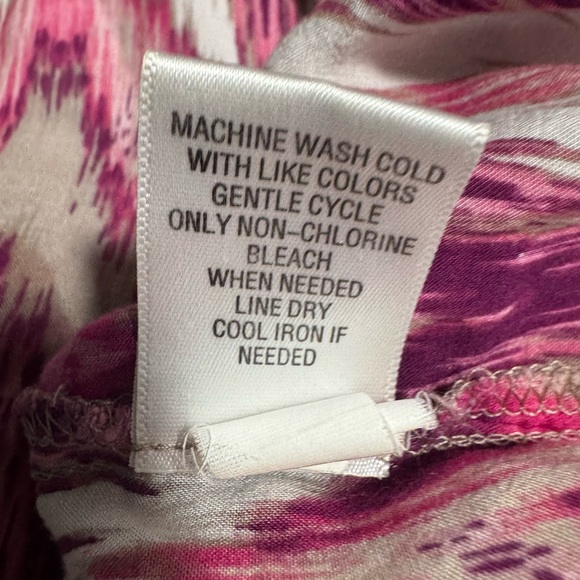 MACHINE WASH COLD
WITH LIKE COLORS
GENTLE CYCLE
ONLY NON-CHLORINE
BLEACH
WHEN NEEDED
LINE DRY
COOL IRON IF
NEEDED